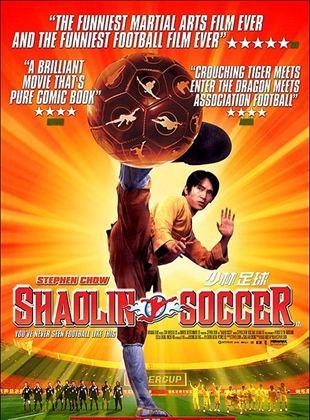 "THE FUNNIEST MARTIAL ARTS FILM EVER
AND THE FUNNIEST FOOTBALL FILM EVER"
"A BRILLIANT
MOVIE THAT'S
PURE COMIC BOOK"
"CROUCHING TIGER MEETS
ENTER THE DRAGON MEETS
ASSOCIATION FOOTBALL"
STEPHEN CHOW
少林足球
SHAOLIN SOCCER
YOU'VE NEVER SEEN FOOTBALL LIKE THIS!
ERCUP